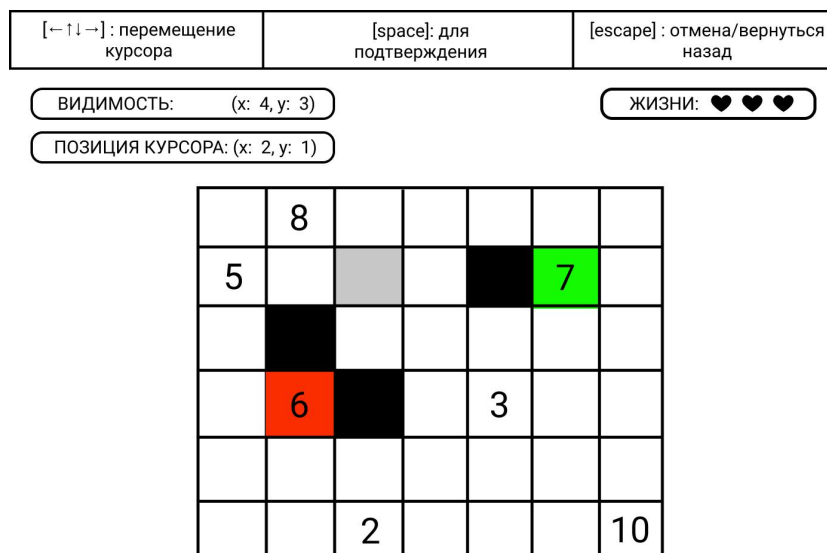 [←↑↓→] : перемещение
курсора
[space]: для
подтверждения
[escape] : отмена/вернуться
назад
ВИДИМОСТЬ: (x: 4, y: 3)
ЖИЗНИ:
ПОЗИЦИЯ КУРСОРА: (x: 2, y: 1)
8
5 7
6 3
2 10